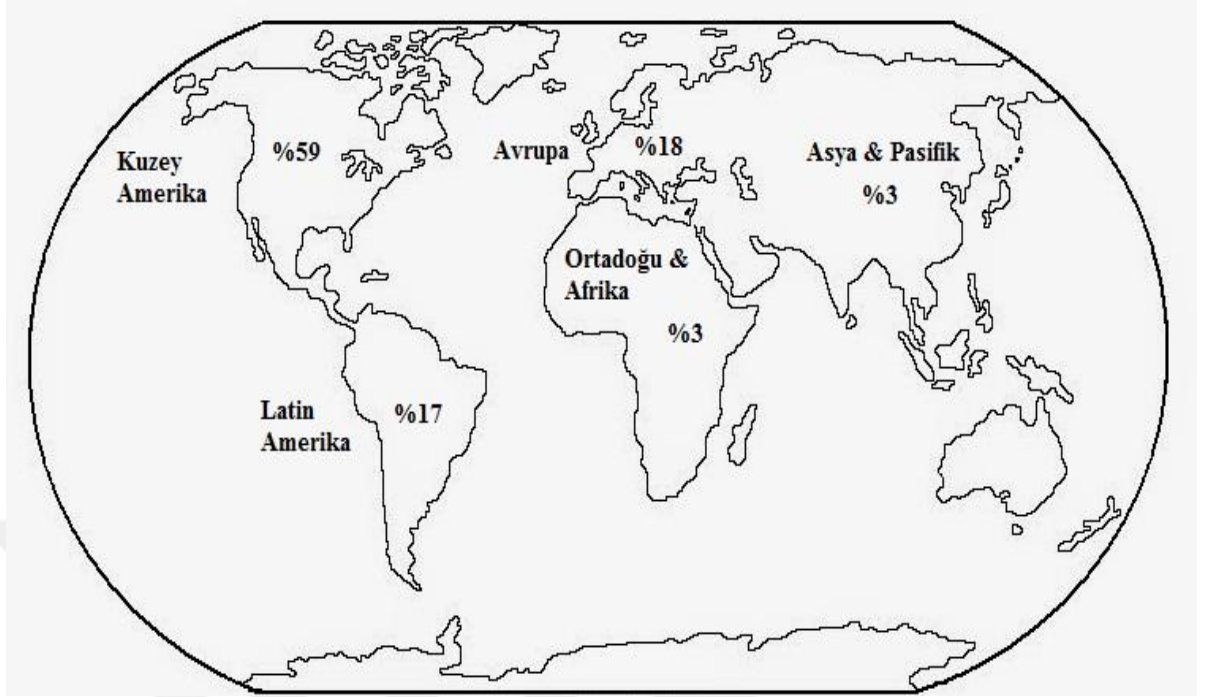 Kuzey
Amerika
%59
Avrupa
%18
Asya & Pasifik
%3
Ortadoğu &
Afrika
%3
Latin
Amerika
%17